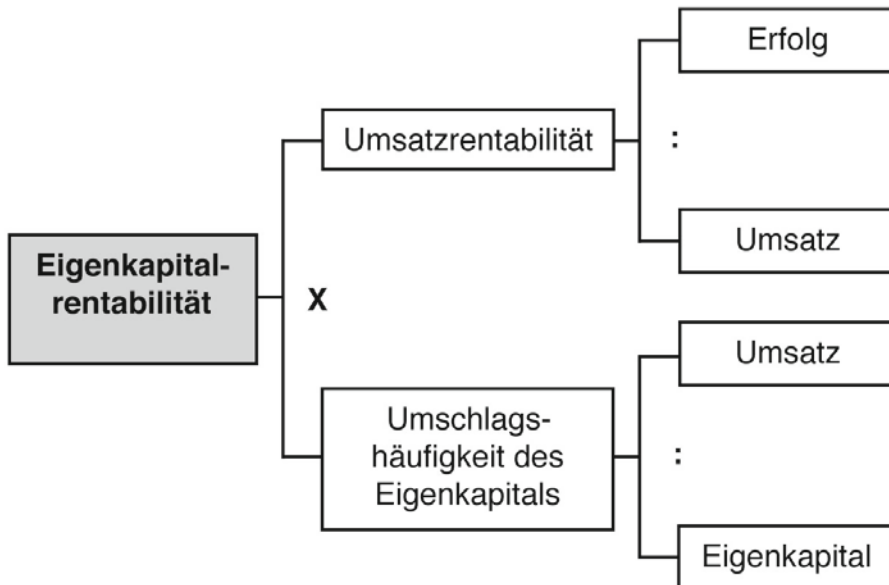 Erfolg
Umsatzrentabilität
:
Umsatz
Eigenkapital-
rentabilität
X
Umsatz
Umschlags-
häufigkeit des
Eigenkapitals
:
Eigenkapital